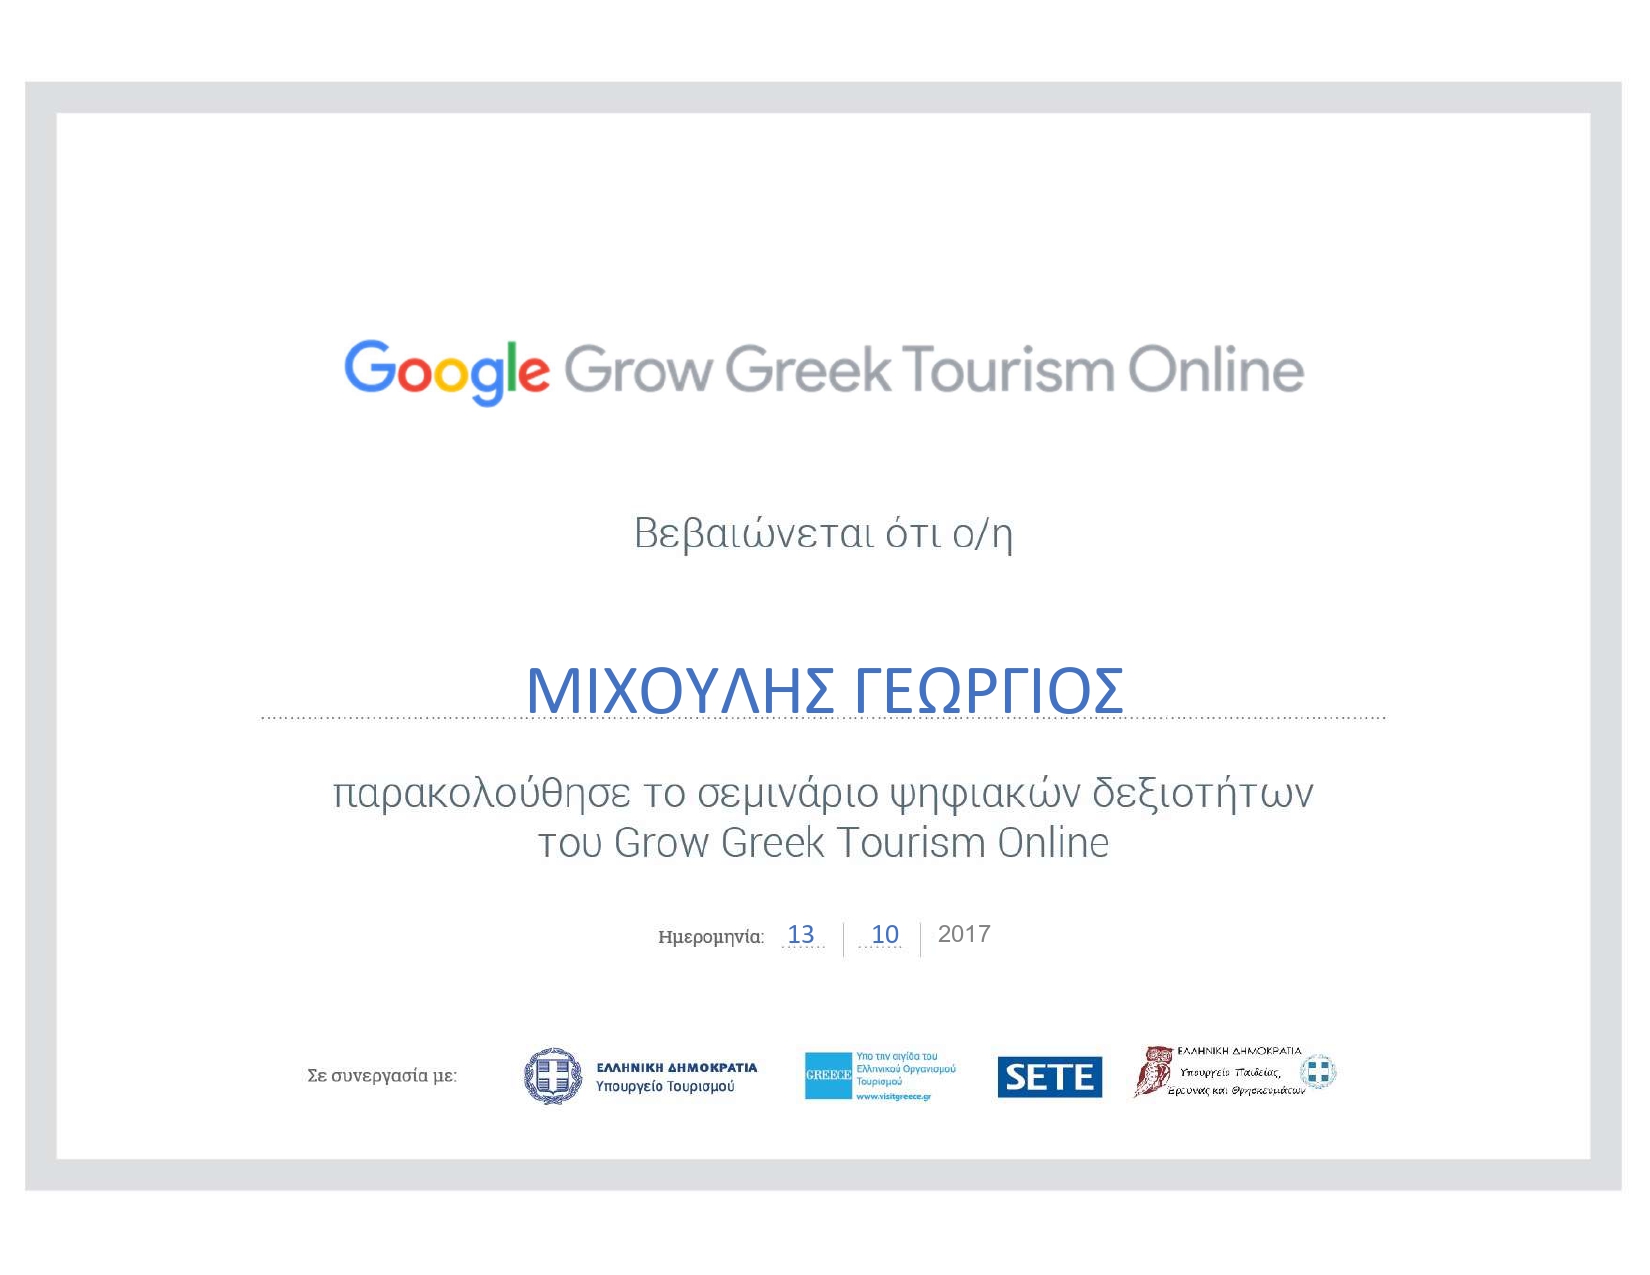 Google Grow Greek Tourism Online
Βεβαιώνεται ότι ο/η
ΜΙΧΟΥΛΗΣ ΓΕΩΡΓΙΟΣ
παρακολούθησε το σεμινάριο ψηφιακών δεξιοτήτων
του Grow Greek Tourism Online
Ημερομηνία: 13 10 2017
Σε συνεργασία με:
ΕΛΛΗΝΙΚΗ ΔΗΜΟΚΡΑΤΙΑ
Υπουργείο Τουρισμού
GREECE
Υπο την αιγίδα του
Ελληνικού Οργανισμού
Τουρισμού
www.visitgreece.gr
SETE
ΕΛΛΗΝΙΚΗ ΔΗΜΟΚΡΑΤΙΑ
Υπουργείο Παιδείας,
Έρευνας και Θρησκευμάτων